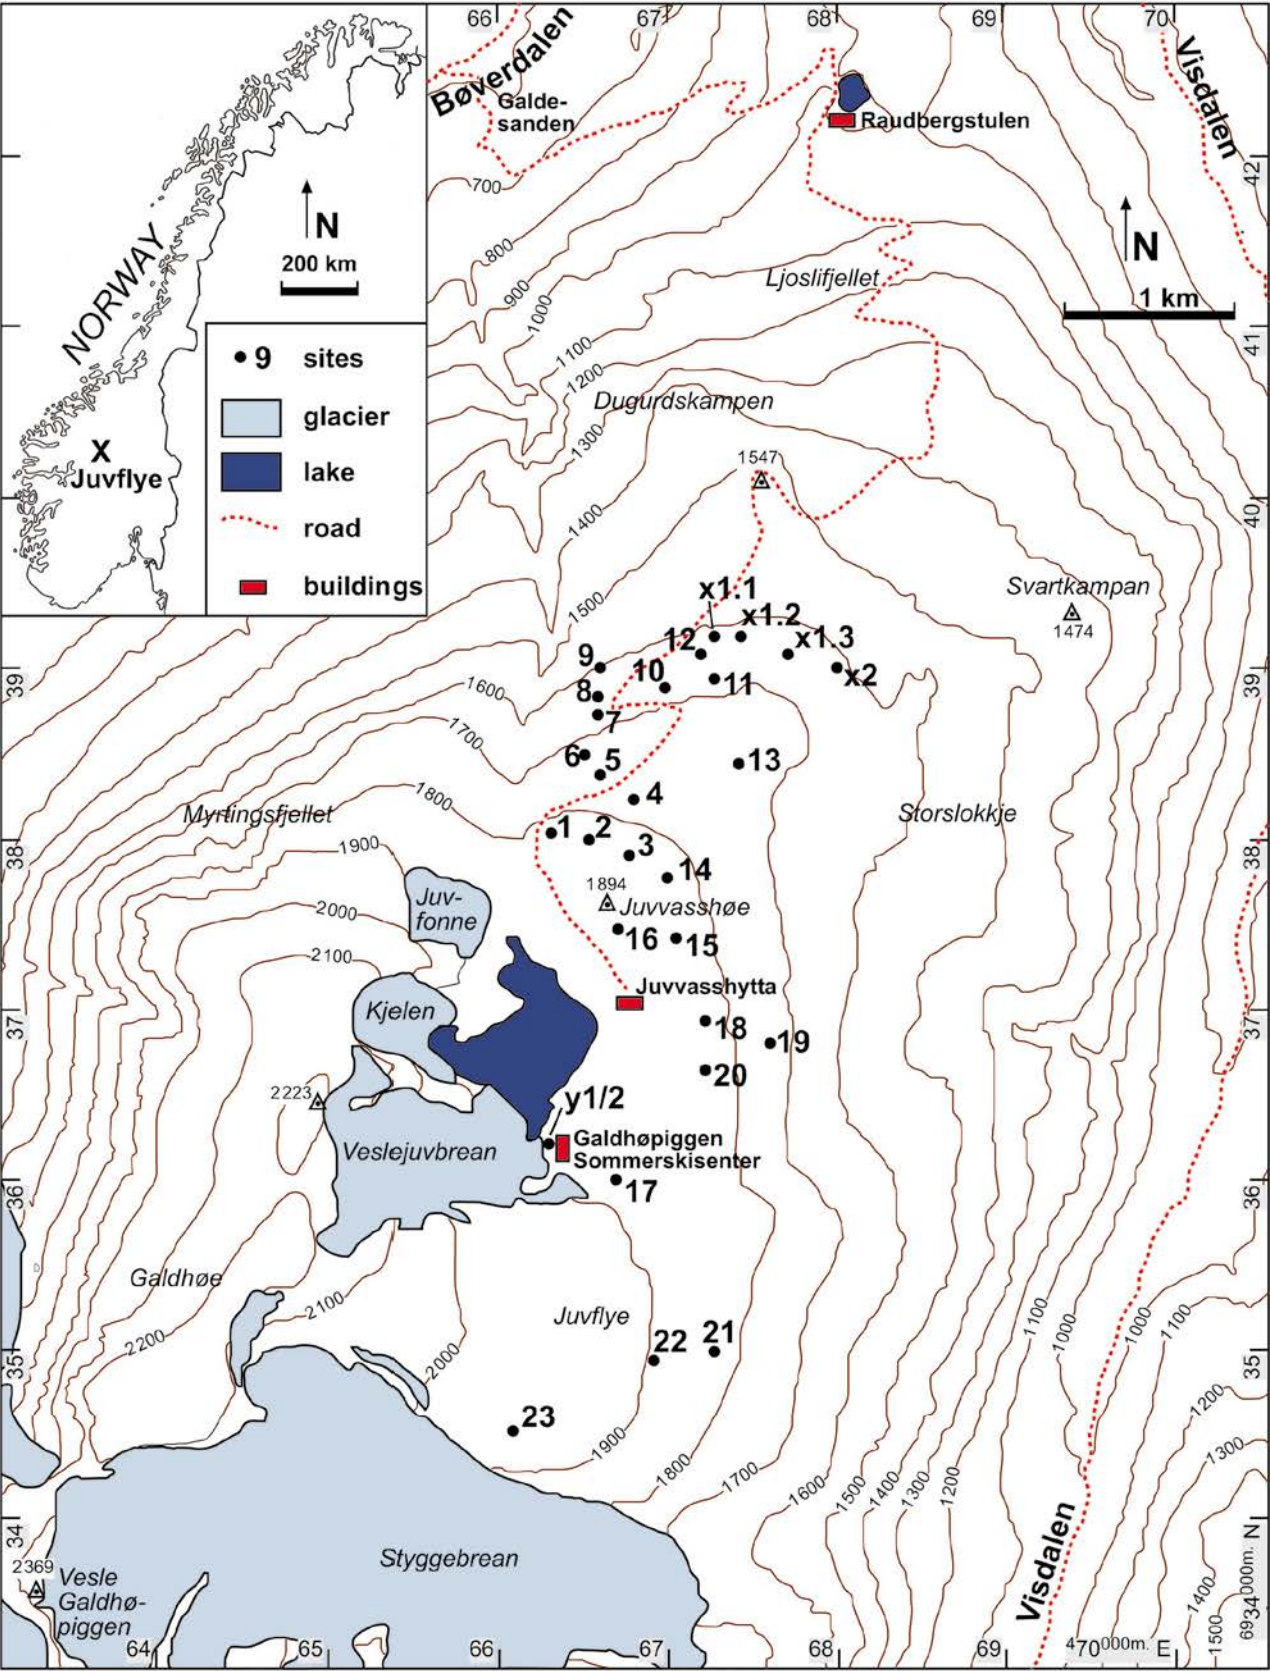 66
67
68
69
70
Bøverdalen
Galde-
sanden
Visdalen
Raudbergstulen
42
700
N
200 km
NORWAY
X
Juvflye
N
1 km
800
900
1000
Ljoslifjellet
1100
1200
41
9 sites
glacier
lake
road
buildings
Dugurdskampen
1300
1547
1400
40
1500
Svartkampan
1474
x1.1
x1.2
12
x1.3
9
10
x2
8
11
39
1600
39
7
1700
6
5
13
1800
4
Myrtingsfjellet
Storslokkje
1
2
3
38
1900
38
14
1894
Juvvasshøe
Juv-
fonne
2000
16
15
2100
Juvvasshytta
Kjelen
37
18
37
19
20
2223
y1/2
Galdhøpiggen
Sommerskisenter
Veslejuvbrean
36
17
36
Galdhøe
2100
Juvflye
1100
1000
1000
1100
2200
22
21
35
2000
35
23
1200
1900
1800
1700
1600
1500
1400
1300
1200
1300
34
Styggebrean
2369
Vesle
Galdhø-
piggen
Visdalen
1400
1500
6934000m. N
64
65
66
67
68
69
470000m. E